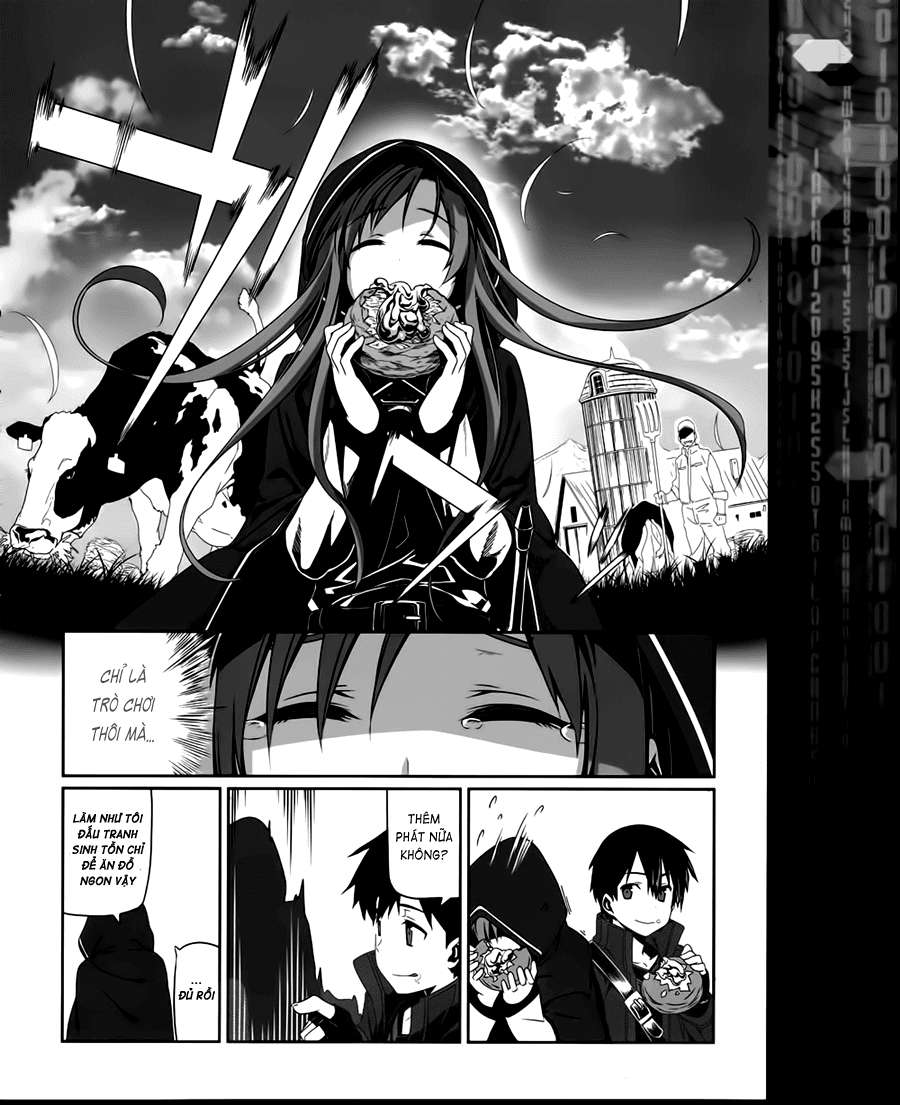 CHỈ LÀ
TRÒ CHƠI
THÔI MÀ...
THÊM
PHÁT NỮA
KHÔNG?
LÀM NHƯ TÔI
ĐẤU TRANH
SINH TỒN CHỈ
ĐỂ ĂN ĐỒ
NGON VẬY
...
ĐỦ RỒI